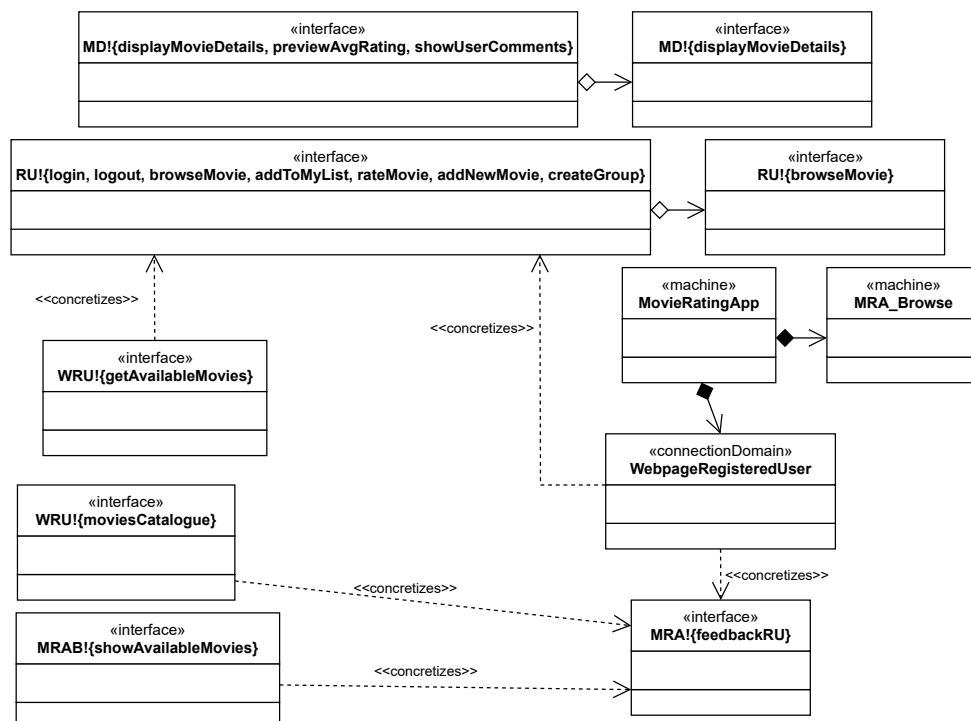 «interface»
MD!{displayMovieDetails, previewAvgRating, showUserComments}
«interface»
MD!{displayMovieDetails}
«interface»
RU!{login, logout, browseMovie, addToMyList, rateMovie, addNewMovie, createGroup}
«interface»
RU!{browseMovie}
«machine»
MovieRatingApp
«machine»
MRA_Browse
<<concretizes>>
<<concretizes>>
«interface»
WRU!{getAvailableMovies}
«connectionDomain»
WebpageRegisteredUser
«interface»
WRU!{moviesCatalogue}
<<concretizes>>
<<concretizes>>
«interface»
MRA!{feedbackRU}
«interface»
MRAB!{showAvailableMovies}
<<concretizes>>